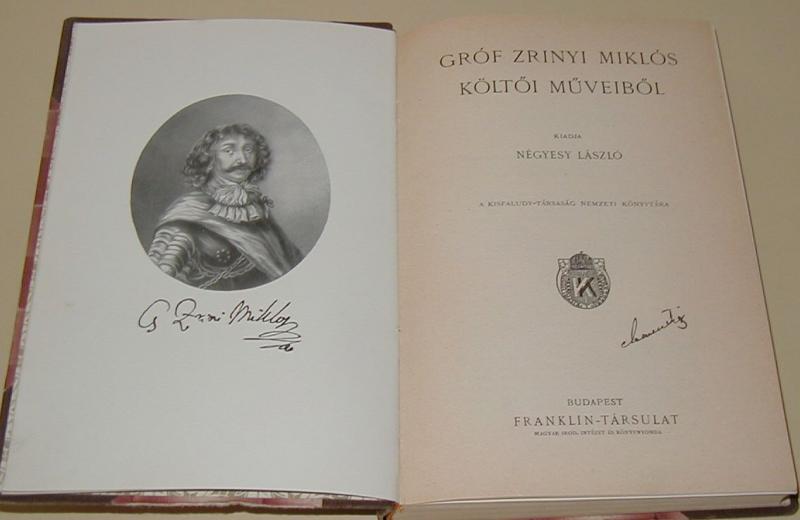 Gs Zrini Miklos
GRÓF ZRINYI MIKLÓS
KÖLTŐI MŰVEIBŐL
KIADJA
NÉGYESY LÁSZLÓ
A KISFALUDY-TÁRSASÁG NEMZETI KÖNYVTÁRA
K
BUDAPEST
FRANKLIN-TÁRSULAT
MAGYAR IROD. INTÉZET ÉS KÖNYVNYOMDA